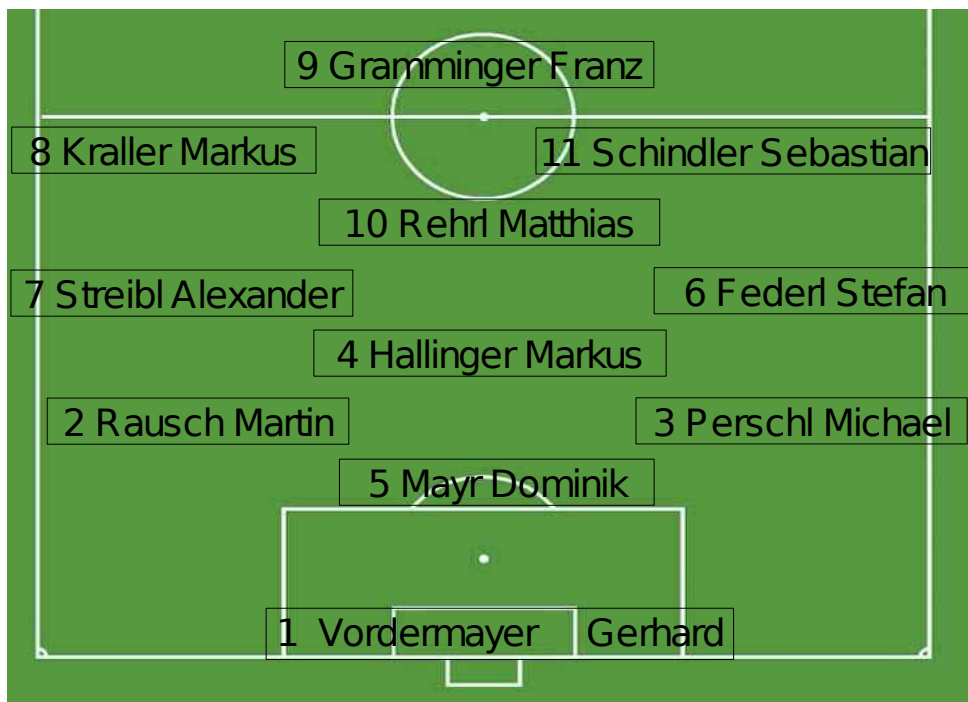 9 Gramminger Franz
8 Kraller Markus
11 Schindler Sebastian
10 Rehrl Matthias
7 Streibl Alexander
6 Federl Stefan
4 Hallinger Markus
2 Rausch Martin
3 Perschl Michael
5 Mayr Dominik
1 Vordermayer Gerhard